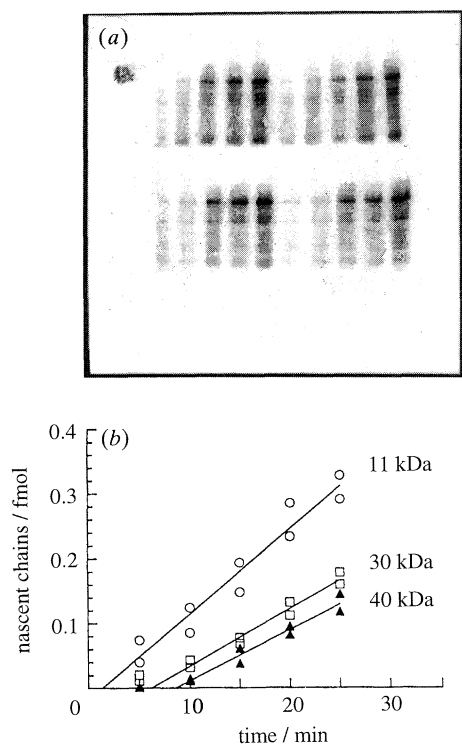 (a)
(b)
0.4
0.3
0.2
0.1
0
10
20
30
11 kDa
30 kDa
40 kDa
nascent chains / fmol
time / min